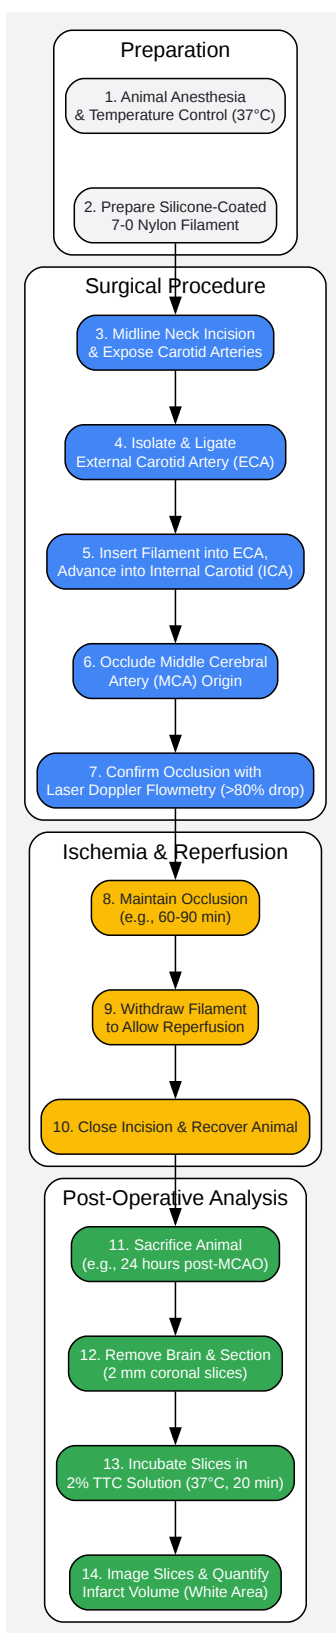 Preparation
1. Animal Anesthesia
& Temperature Control (37°C)
2. Prepare Silicone-Coated
7-0 Nylon Filament
Surgical Procedure
3. Midline Neck Incision
& Expose Carotid Arteries
4. Isolate & Ligate
External Carotid Artery (ECA)
5. Insert Filament into ECA,
Advance into Internal Carotid (ICA)
6. Occlude Middle Cerebral
Artery (MCA) Origin
7. Confirm Occlusion with
Laser Doppler Flowmetry (>80% drop)
Ischemia & Reperfusion
8. Maintain Occlusion
(e.g., 60-90 min)
9. Withdraw Filament
to Allow Reperfusion
10. Close Incision & Recover Animal
Post-Operative Analysis
11. Sacrifice Animal
(e.g., 24 hours post-MCAO)
12. Remove Brain & Section
(2 mm coronal slices)
13. Incubate Slices in
2% TTC Solution (37°C, 20 min)
14. Image Slices & Quantify
Infarct Volume (White Area)